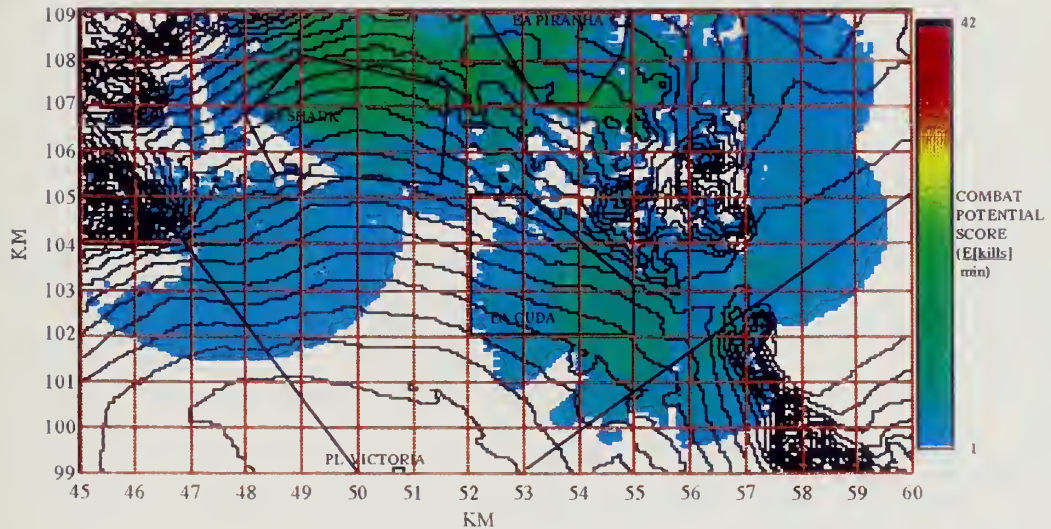 109
108
107
106
105
104
103
102
101
100
99
KM
EA PIRANHA
SHARK
EA CUDA
PL VICTORIA
45 46 47 48 49 50 51 52 53 54 55 56 57 58 59 60
KM
42
COMBAT
POTENTIAL
SCORE
(E[kills]
min)
1